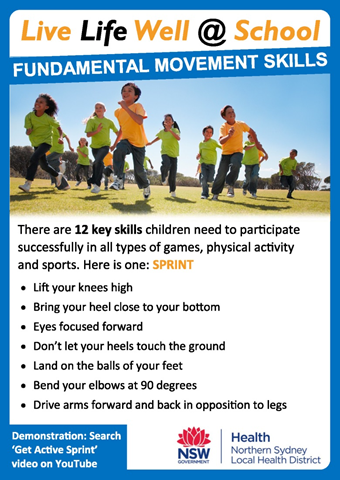 Live Life Well @ School
FUNDAMENTAL MOVEMENT SKILLS
There are 12 key skills children need to participate
successfully in all types of games, physical activity
and sports. Here is one: SPRINT
• Lift your knees high
• Bring your heel close to your bottom
• Eyes focused forward
• Don’t let your heels touch the ground
• Land on the balls of your feet
• Bend your elbows at 90 degrees
• Drive arms forward and back in opposition to legs
Demonstration: Search
‘Get Active Sprint’
video on YouTube
NSW
GOVERNMENT
Health
Northern Sydney
Local Health District